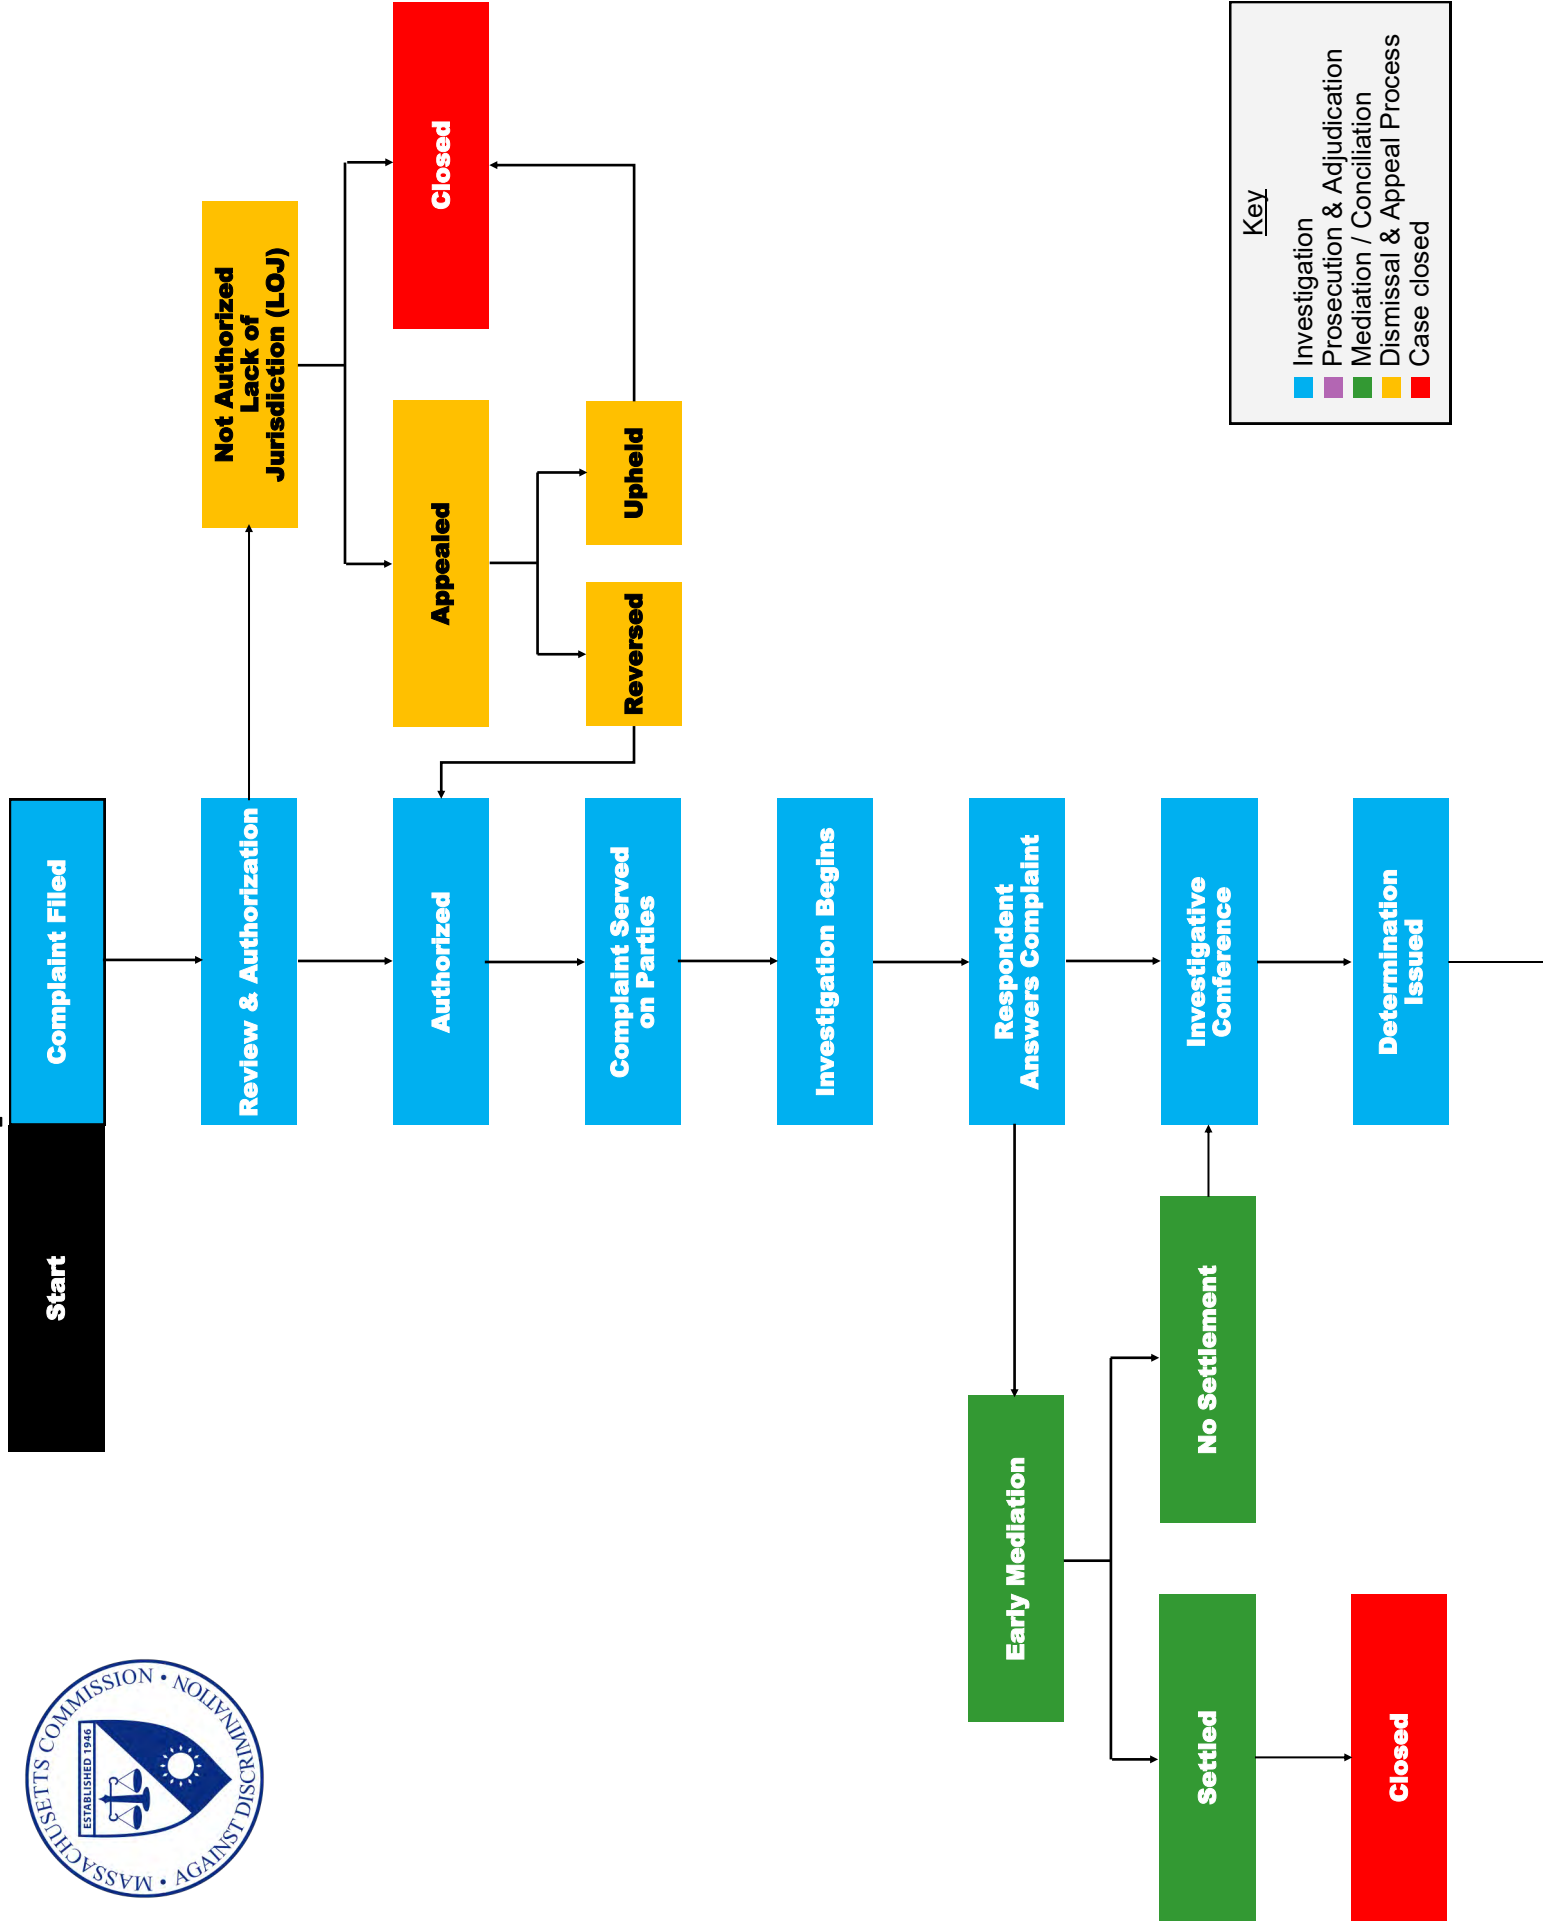 MASSACHUSETTS COMMISSION • AGAINST DISCRIMINATION •
ESTABLISHED 1946
Start
Complaint Filed
Review & Authorization
Not Authorized
Lack of
Jurisdiction (LOJ)
Authorized
Appealed
Closed
Complaint Served
on Parties
Reversed
Upheld
Investigation Begins
Early Mediation
Respondent
Answers Complaint
Settled
No Settlement
Investigative
Conference
Closed
Determination
Issued
Key
Investigation
Prosecution & Adjudication
Mediation / Conciliation
Dismissal & Appeal Process
Case closed